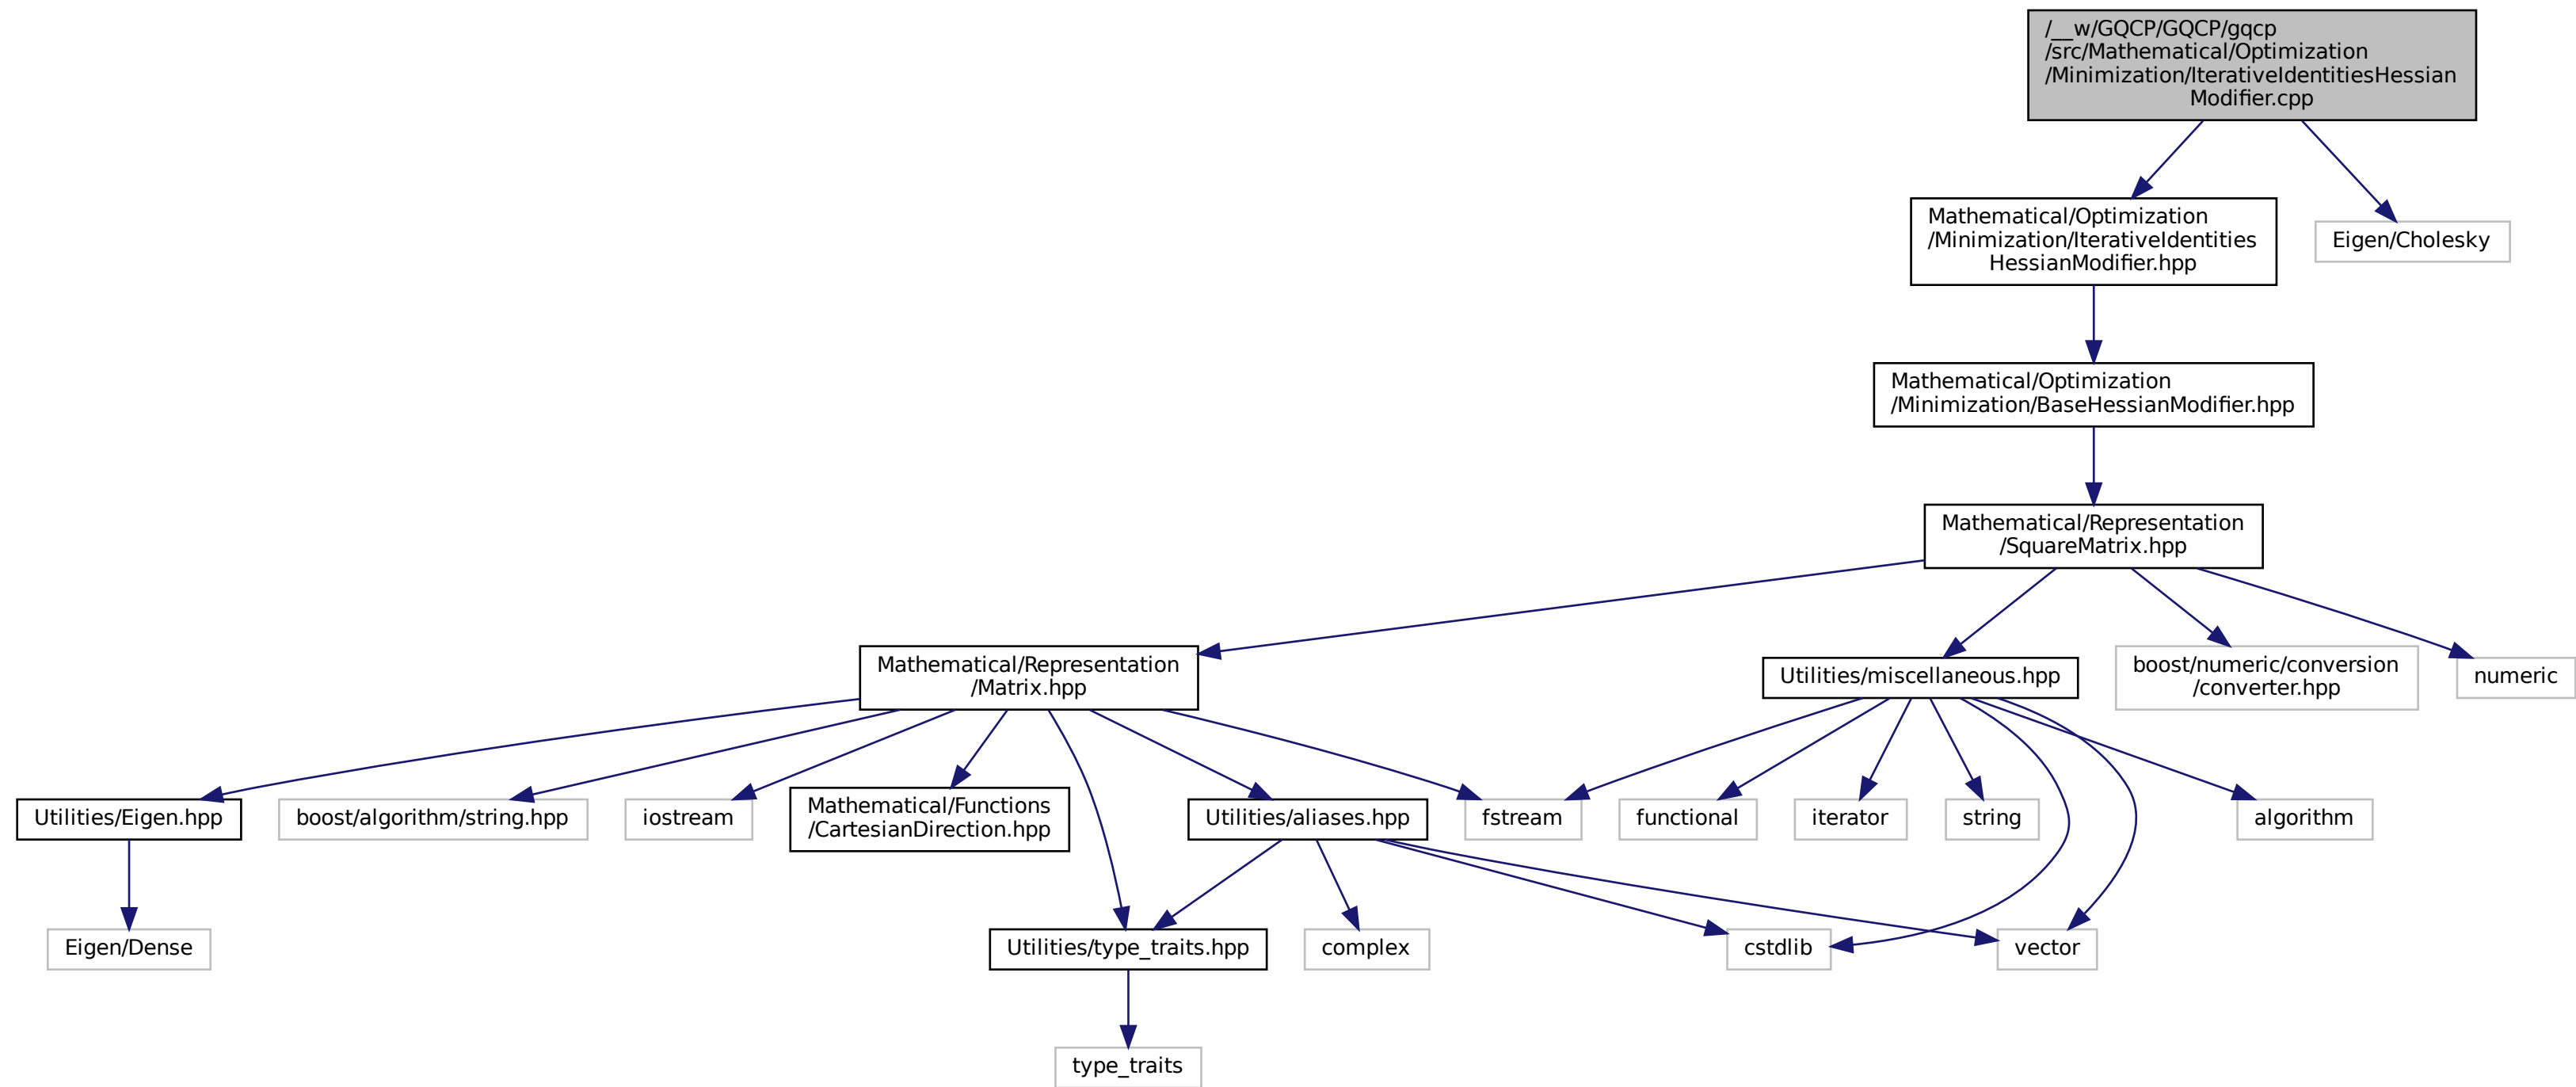 /__w/GQCP/GQCP/gqcp
/src/Mathematical/Optimization
/Minimization/IterativeIdentitiesHessian
Modifier.cpp
Mathematical/Optimization
/Minimization/IterativeIdentities
HessianModifier.hpp
Eigen/Cholesky
Mathematical/Optimization
/Minimization/BaseHessianModifier.hpp
Mathematical/Representation
/SquareMatrix.hpp
Mathematical/Representation
/Matrix.hpp
Utilities/miscellaneous.hpp
boost/numeric/conversion
/converter.hpp
numeric
Utilities/Eigen.hpp
boost/algorithm/string.hpp
iostream
Mathematical/Functions
/CartesianDirection.hpp
Utilities/aliases.hpp
fstream
functional
iterator
string
algorithm
Eigen/Dense
Utilities/type_traits.hpp
complex
cstdlib
vector
type_traits